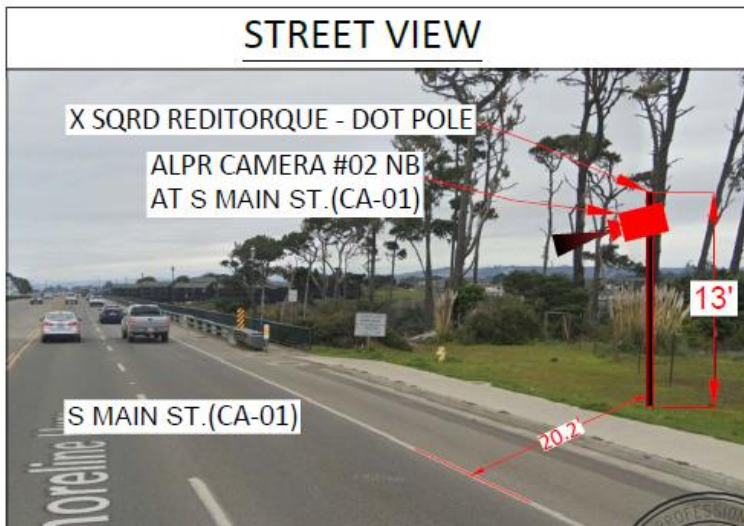 STREET VIEW
X SQRD REDITORQUE - DOT POLE
ALPR CAMERA #02 NB
AT S MAIN ST.(CA-01)
13'
20.2'
S MAIN ST.(CA-01)